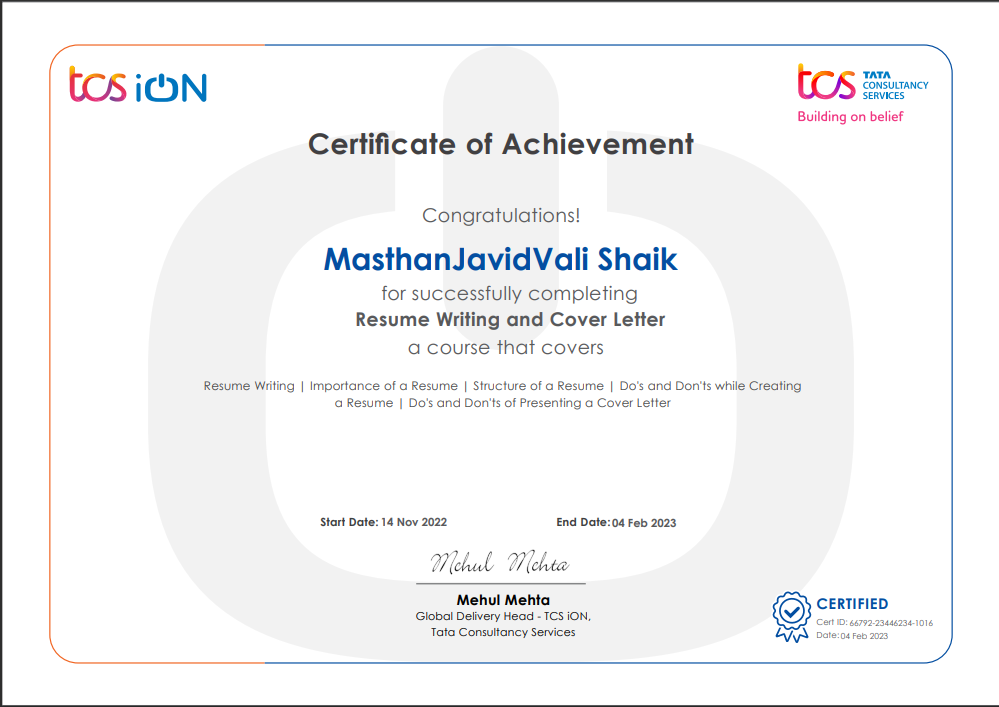 tcs iON
tcs TATA
CONSULTANCY
SERVICES
Building on belief
Certificate of Achievement
Congratulations!
MasthanJavidVali Shaik
for successfully completing
Resume Writing and Cover Letter
a course that covers
Resume Writing | Importance of a Resume | Structure of a Resume | Do's and Don'ts while Creating
a Resume | Do's and Don'ts of Presenting a Cover Letter
Start Date: 14 Nov 2022 End Date: 04 Feb 2023
Mehul Mehta
Mehul Mehta
Global Delivery Head - TCS iON,
Tata Consultancy Services
CERTIFIED
Cert ID: 66792-23446234-1016
Date: 04 Feb 2023